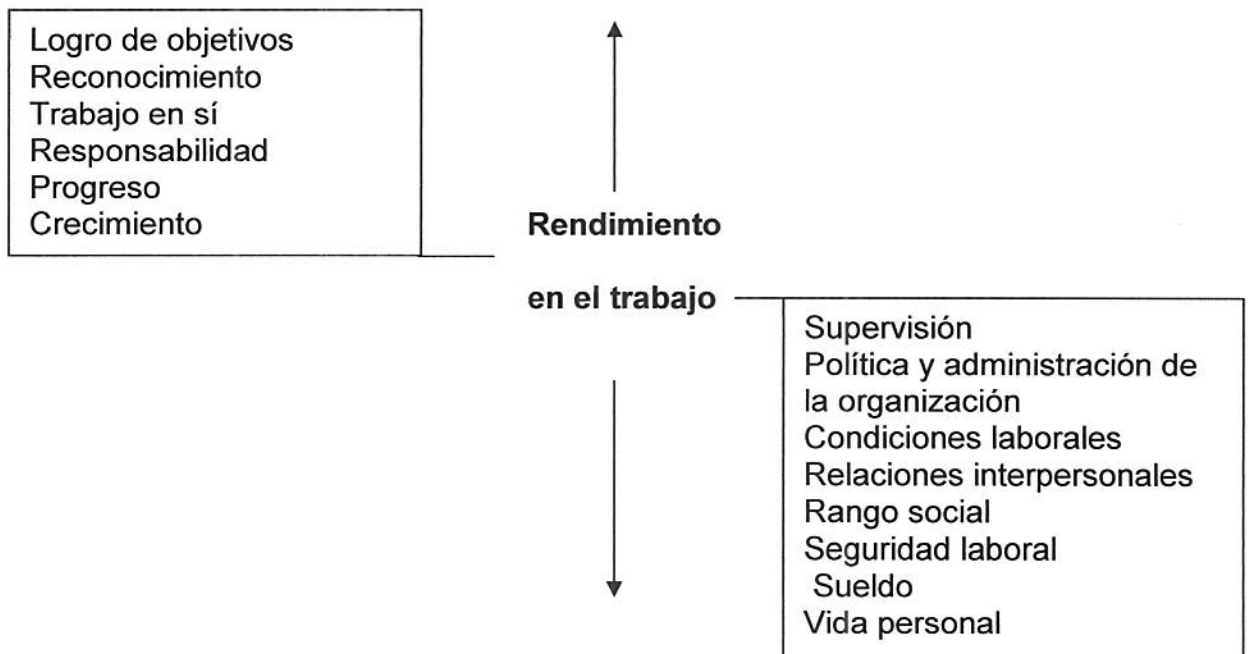 Logro de objetivos
Reconocimiento
Trabajo en sí
Responsabilidad
Progreso
Crecimiento
Rendimiento
en el trabajo
Supervisión
Política y administración de
la organización
Condiciones laborales
Relaciones interpersonales
Rango social
Seguridad laboral
Sueldo
Vida personal